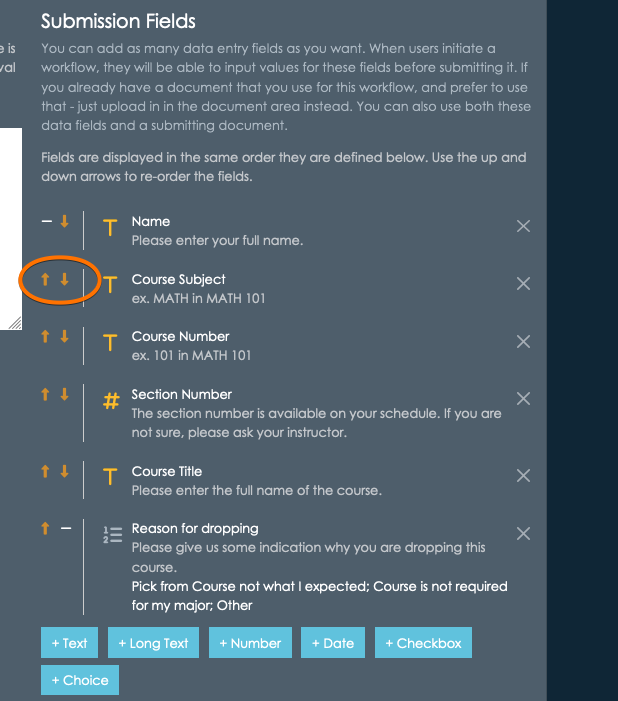 Submission Fields
e is
val
You can add as many data entry fields as you want. When users initiate a
workflow, they will be able to input values for these fields before submitting it. If
you already have a document that you use for this workflow, and prefer to use
that - just upload in in the document area instead. You can also use both these
data fields and a submitting document.
Fields are displayed in the same order they are defined below. Use the up and
down arrows to re-order the fields.
Name
Please enter your full name.
Course Subject
ex. MATH in MATH 101
Course Number
ex. 101 in MATH 101
Section Number
The section number is available on your schedule. If you are
not sure, please ask your instructor.
Course Title
Please enter the full name of the course.
Reason for dropping
Please give us some indication why you are dropping this
course.
Pick from Course not what I expected; Course is not required
for my major; Other
+ Text + Long Text + Number + Date + Checkbox
+ Choice